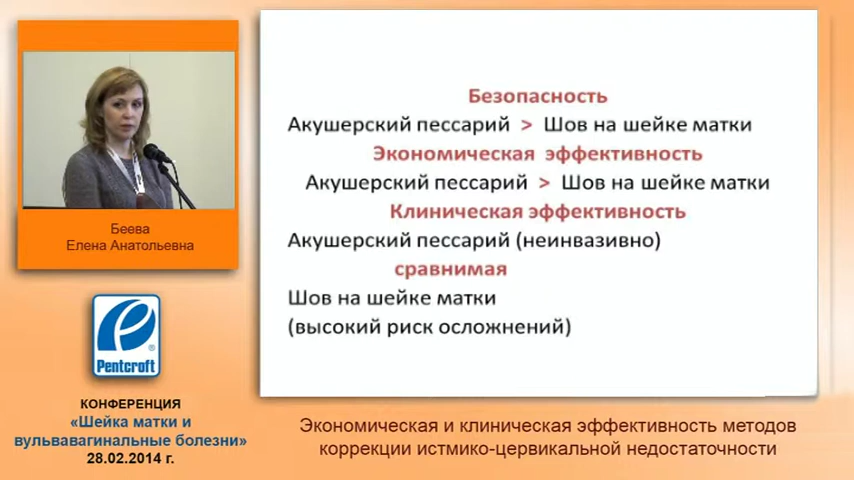 Беева
Елена Анатольевна
Pentcroft
®
КОНФЕРЕНЦИЯ
«Шейка матки и
вульвавагинальные болезни»
28.02.2014 г.
Безопасность
Акушерский пессарий > Шов на шейке матки
Экономическая эффективность
Акушерский пессарий > Шов на шейке матки
Клиническая эффективность
Акушерский пессарий (неинвазивно)
сравнимая
Шов на шейке матки
(высокий риск осложнений)
Экономическая и клиническая эффективность методов
коррекции истмико-цервикальной недостаточности